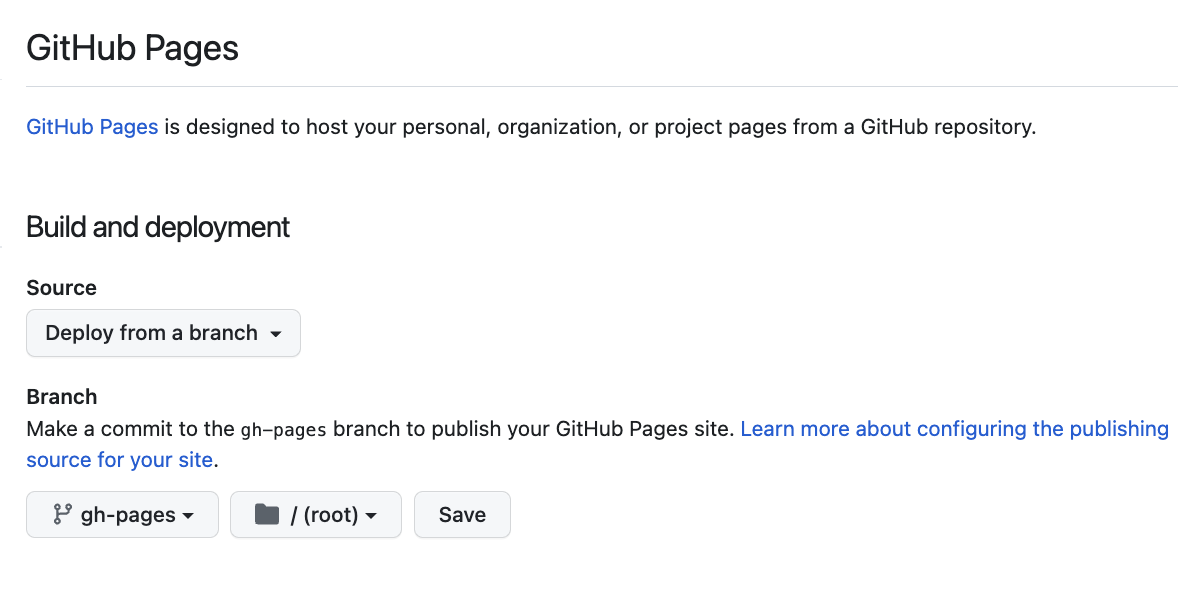 GitHub Pages
GitHub Pages is designed to host your personal, organization, or project pages from a GitHub repository.
Build and deployment
Source
Deploy from a branch
Branch
Make a commit to the gh-pages branch to publish your GitHub Pages site. Learn more about configuring the publishing
source for your site.
gh-pages / (root) Save